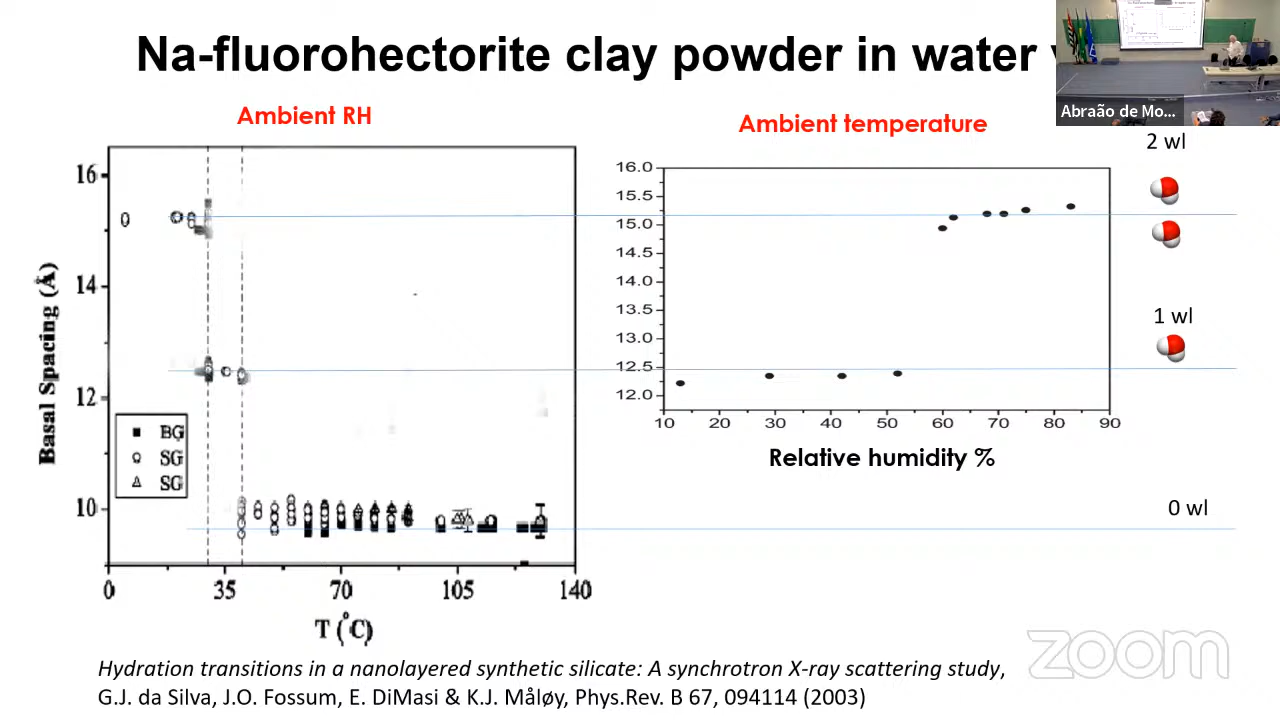 Na-fluorohectorite clay powder in water
Abraão de Mo...
Ambient RH
Ambient temperature
2 wl
1 wl
0 wl
Basal Spacing (Å)
16
14
12
10
BG
SG
SG
0
35
70
105
140
T (°C)
16.0
15.5
15.0
14.5
14.0
13.5
13.0
12.5
12.0
10
20
30
40
50
60
70
80
90
Relative humidity %
Hydration transitions in a nanolayered synthetic silicate: A synchrotron X-ray scattering study,
G.J. da Silva, J.O. Fossum, E. DiMasi & K.J. Måløy, Phys.Rev. B 67, 094114 (2003)
zoom